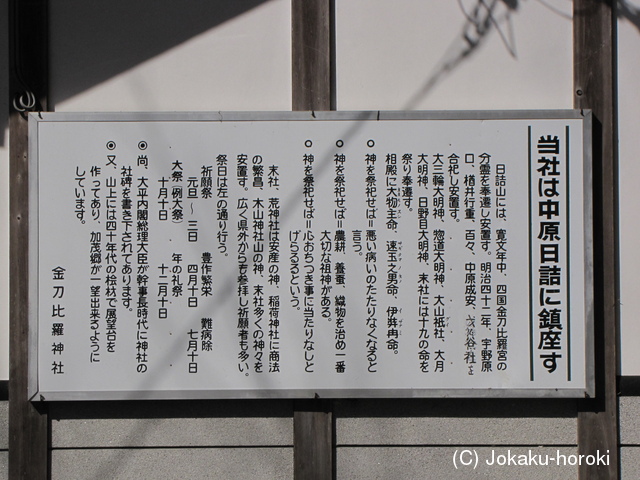 当社は中原日詰に鎮座す
日詰山には、寛文年中、四国金刀比羅宮の
分霊を奉遷し安置す。明治四十二年、宇野原
口、楢井行重、百々、中原成安、
合祀し安置す。
大三輪大明神、惣道大明神、大山祇社、大月
大明神、日野目大明神、末社には十九の命を
祭り奉遷す。
相殿に大物主命、速玉之男命、伊弉冉命。
○ 神を祭祀せば＝悪い病いのたたりなくなると
言う。
○ 神を祭祀せば＝農耕、養蚕、織物を治め一番
大切な祖神がある。
○ 神を祭祀せば＝心おちつき事に当たりなしと
げらるるという。
末社、荒神社は安産の神、稲荷神社に商法
の繁昌、木山神社山の神、末社多くの神々を
安置す。広く県外からも参拝し祈願者も多い。
祭日は左の通り行う。
祈願祭 豊作繁栄 難病除
元旦〜三日 四月十日 七月十日
大祭（例大祭） 年の礼祭
十月十日 十二月十日
◎ 尚、大平内閣総理大臣が幹事長時代に神社の
社碑を書き下されてあります。
◎ 又、山上には四十年代の桧材で展望台を
作ってあり、加茂郷が一望出来るように
しています。
金刀比羅神社
(C) Jokaku-horoki